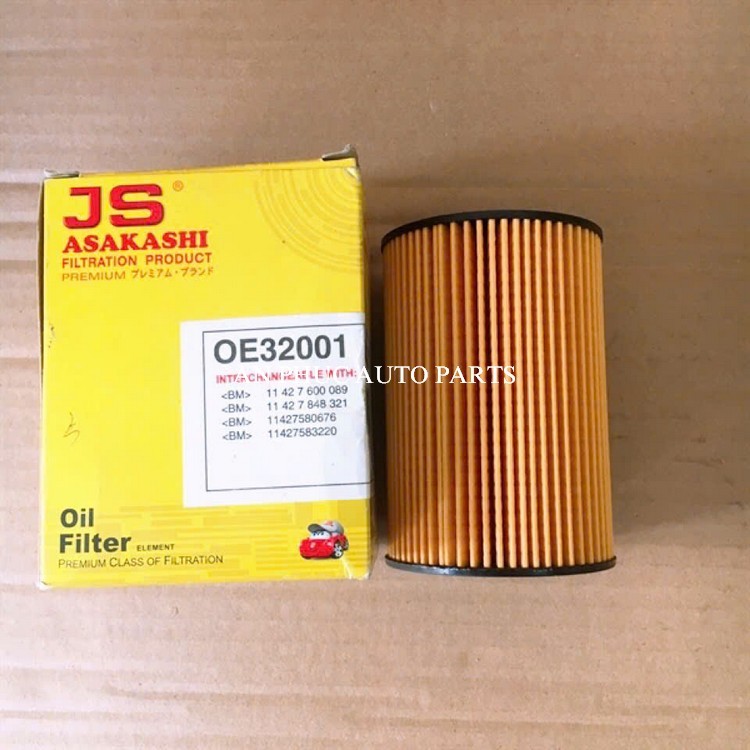 JS®
ASAKASHI
FILTRATION PRODUCT
PREMIUM プレミアム・ブランド
OE32001
INTERCHANGEABLE WITH:
<BM> 11 42 7 600 089
<BM> 11 42 7 848 321
<BM> 11427580676
<BM> 11427583220
AUTO PARTS
Oil
Filter ELEMENT
PREMIUM CLASS OF FILTRATION